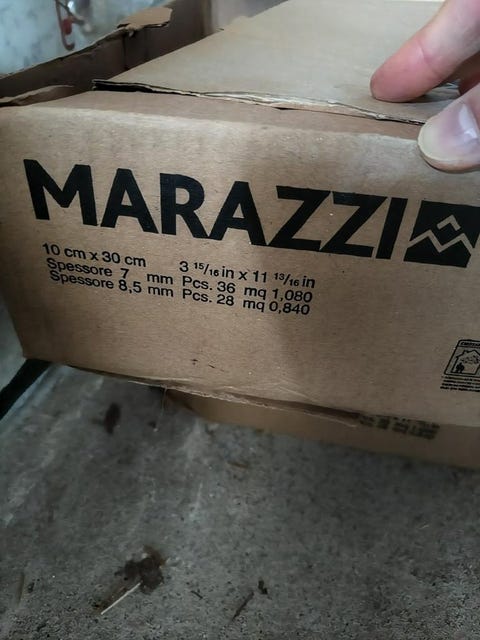 MARAZZI
10 cm x 30 cm 3 15/16 in x 11 13/16 in
Spessore 7 mm Pcs. 36 mq 1,080
Spessore 8,5 mm Pcs. 28 mq 0,840